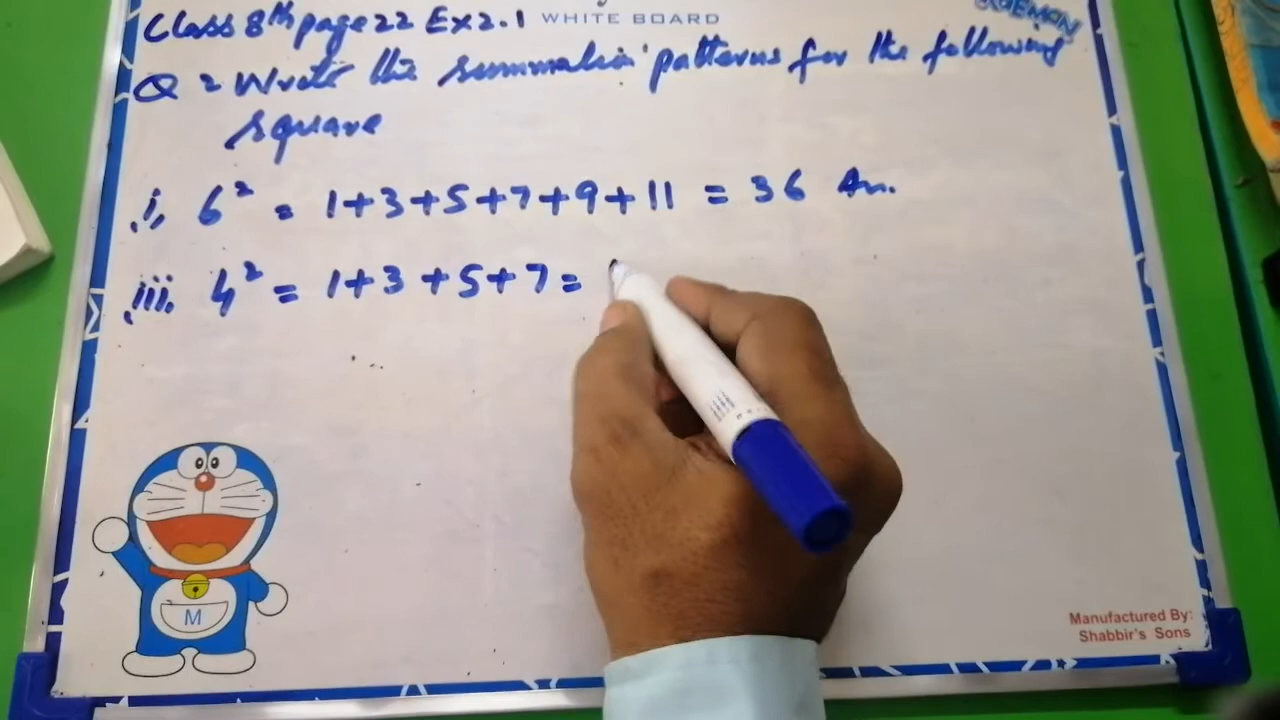 Class 8th page 22 Ex 2.1
WHITE BOARD
Q 2 Write the summation patterns for the following
square
i, 6² = 1+3+5+7+9+11 = 36 An.
iii, 4² = 1+3+5+7=
M
Manufactured By:
Shabbir's Sons